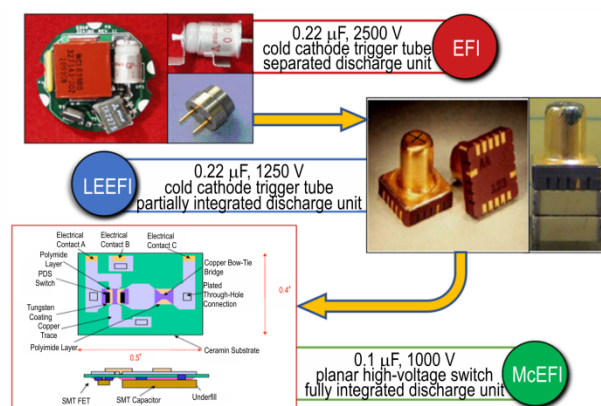 0.22 μF, 2500 V
cold cathode trigger tube
separated discharge unit
EFI
LEEFI
0.22 μF, 1250 V
cold cathode trigger tube
partially integrated discharge unit
Electrical
Contact A
Electrical
Contact B
Electrical
Contact C
Polymide
Layer
PDS
Switch
Tungsten
Coating
Copper
Trace
Polyimide Layer
Copper Bow-Tie
Bridge
Plated
Through-Hole
Connection
0.4"
0.5"
Ceramin Substrate
SMT FET
SMT Capacitor
Underfill
0.1 μF, 1000 V
planar high-voltage switch
fully integrated discharge unit
McEFI